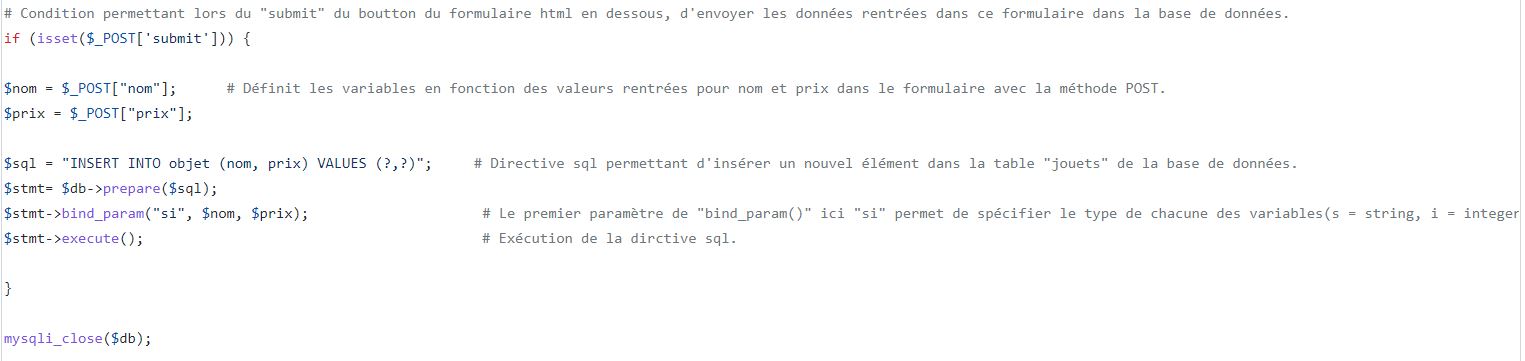 # Condition permettant lors du "submit" du boutton du formulaire html en dessous, d'envoyer les données rentrées dans ce formulaire dans la base de données.
if (isset($_POST['submit'])) {
$nom = $_POST["nom"];      # Définit les variables en fonction des valeurs rentrées pour nom et prix dans le formulaire avec la méthode POST.
$prix = $_POST["prix"];
$sql = "INSERT INTO objet (nom, prix) VALUES (?,?)";     # Directive sql permettant d'insérer un nouvel élément dans la table "jouets" de la base de données.
$stmt= $db->prepare($sql);
$stmt->bind_param("si", $nom, $prix);                     # Le premier paramètre de "bind_param()" ici "si" permet de spécifier le type de chacune des variables(s = string, i = integer
$stmt->execute();                                         # Exécution de la dirctive sql.
}
mysqli_close($db);